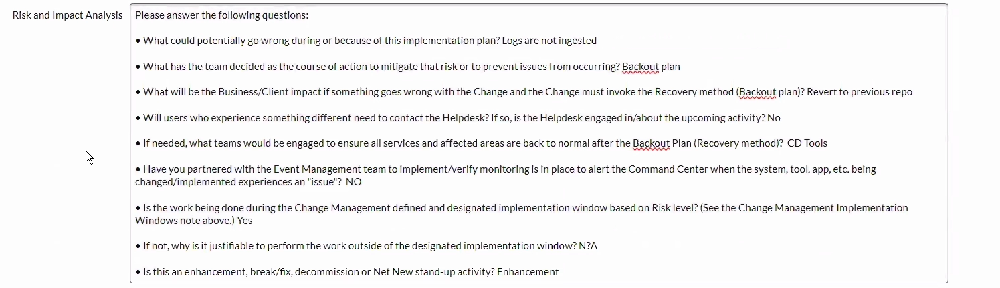 Risk and Impact Analysis
Please answer the following questions:
• What could potentially go wrong during or because of this implementation plan? Logs are not ingested
• What has the team decided as the course of action to mitigate that risk or to prevent issues from occurring? Backout plan
• What will be the Business/Client impact if something goes wrong with the Change and the Change must invoke the Recovery method (Backout plan)? Revert to previous repo
• Will users who experience something different need to contact the Helpdesk? If so, is the Helpdesk engaged in/about the upcoming activity? No
• If needed, what teams would be engaged to ensure all services and affected areas are back to normal after the Backout Plan (Recovery method)?  CD Tools
• Have you partnered with the Event Management team to implement/verify monitoring is in place to alert the Command Center when the system, tool, app, etc. being
changed/implemented experiences an "issue"?  NO
• Is the work being done during the Change Management defined and designated implementation window based on Risk level? (See the Change Management Implementation
Windows note above.) Yes
• If not, why is it justifiable to perform the work outside of the designated implementation window? N?A
• Is this an enhancement, break/fix, decommission or Net New stand-up activity? Enhancement